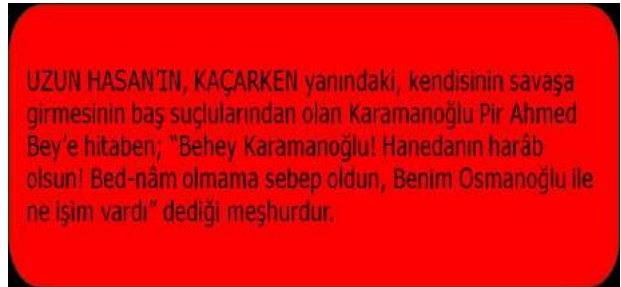 UZUN HASAN'IN, KAÇARKEN yanındaki, kendisinin savaşa
girmesinin baş suçlularından olan Karamanoğlu Pir Ahmed
Bey'e hitaben; "Behey Karamanoğlu! Hanedanın harâb
olsun! Bed-nâm olmama sebep oldun, Benim Osmanoğlu ile
ne işim vardı" dediği meşhurdur.